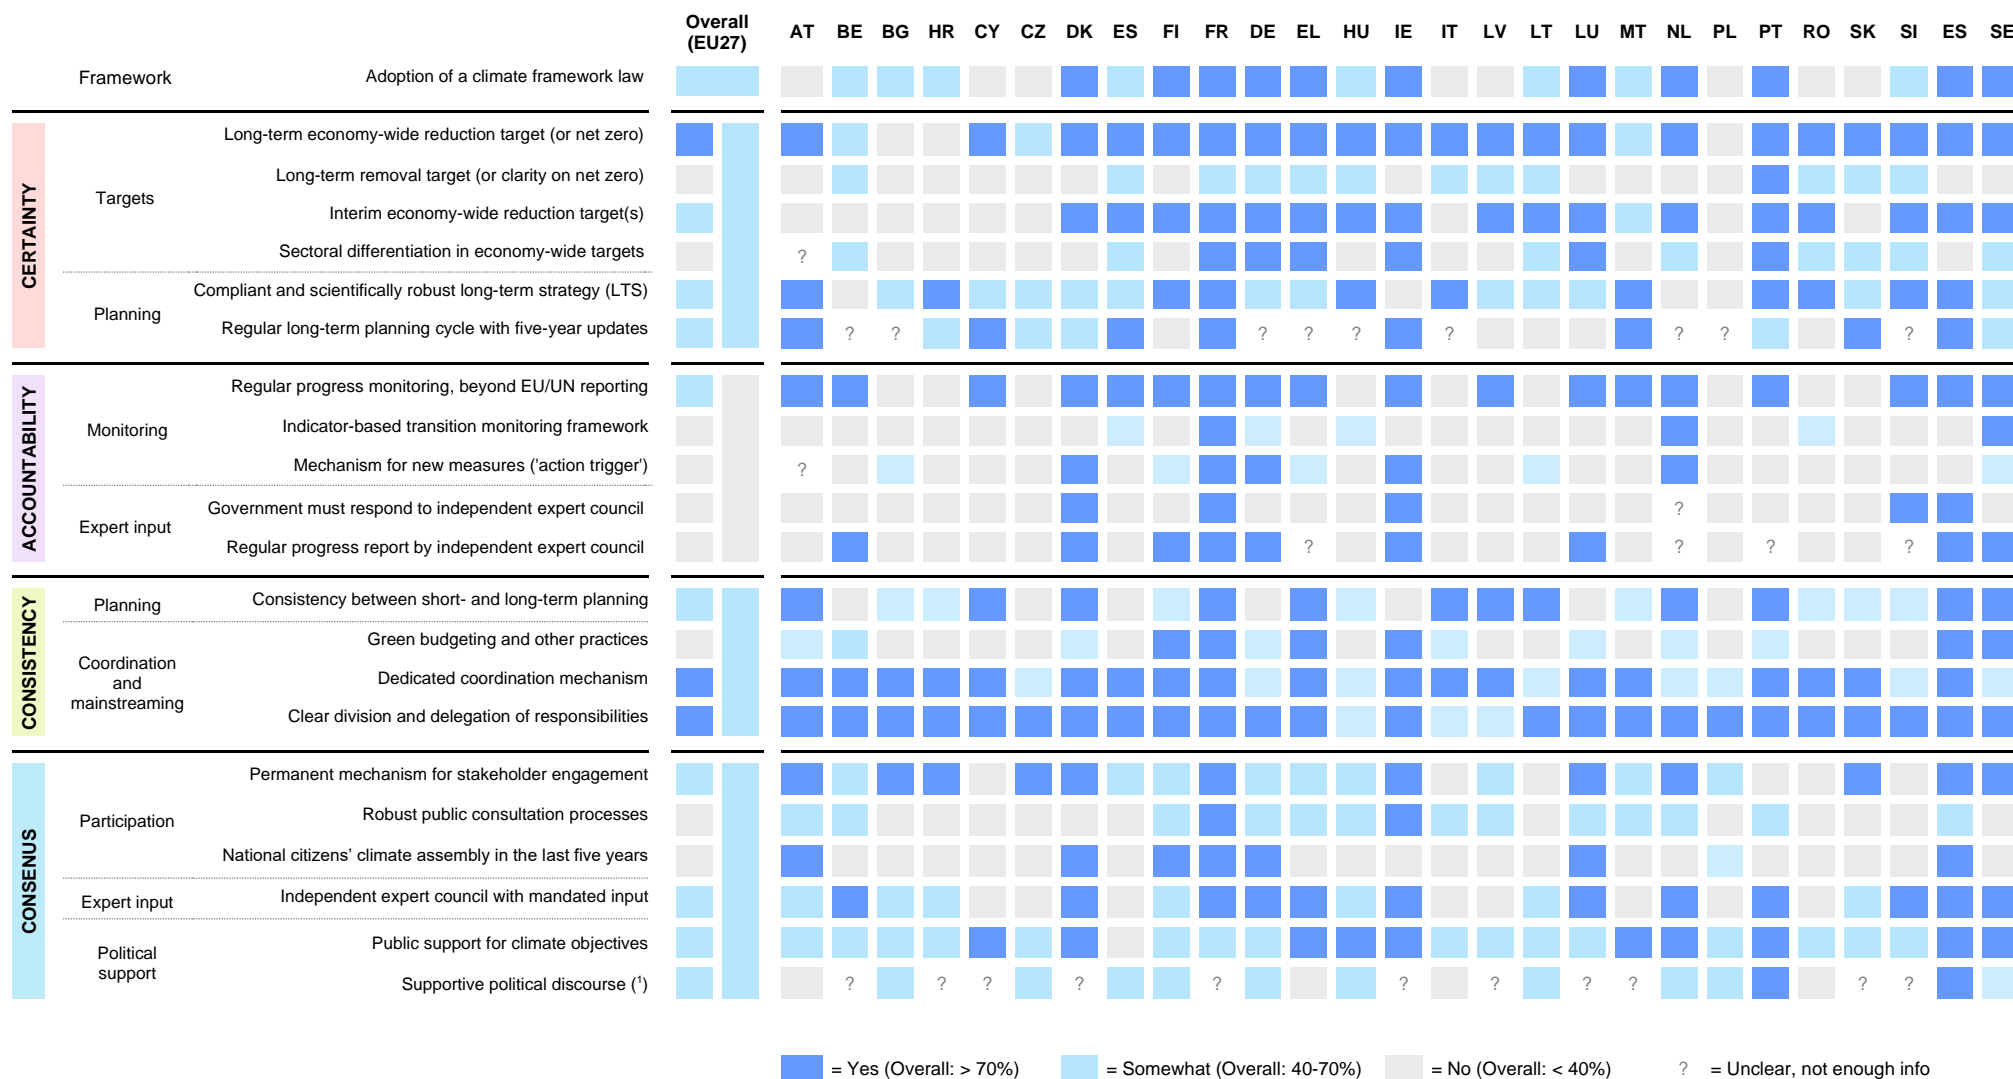 Overall
(EU27)
AT BE BG HR CY CZ DK ES FI FR DE EL HU IE IT LV LT LU MT NL PL PT RO SK SI ES SE
Framework Adoption of a climate framework law
CERTAINTY
Targets
Long-term economy-wide reduction target (or net zero)
Long-term removal target (or clarity on net zero)
Interim economy-wide reduction target(s)
Sectoral differentiation in economy-wide targets ?
Planning
Compliant and scientifically robust long-term strategy (LTS)
Regular long-term planning cycle with five-year updates ? ? ? ? ? ? ? ? ?
ACCOUNTABILITY
Monitoring
Regular progress monitoring, beyond EU/UN reporting
Indicator-based transition monitoring framework
Mechanism for new measures ('action trigger') ?
Expert input
Government must respond to independent expert council ?
Regular progress report by independent expert council ? ? ? ?
CONSISTENCY
Planning
Consistency between short- and long-term planning
Coordination
and
mainstreaming
Green budgeting and other practices
Dedicated coordination mechanism
Clear division and delegation of responsibilities
CONSENUS
Participation
Permanent mechanism for stakeholder engagement
Robust public consultation processes
National citizens’ climate assembly in the last five years
Expert input
Independent expert council with mandated input
Political
support
Public support for climate objectives
Supportive political discourse (1) ? ? ? ? ? ? ? ? ? ? ?
= Yes (Overall: > 70%) = Somewhat (Overall: 40-70%) = No (Overall: < 40%) ? = Unclear, not enough info